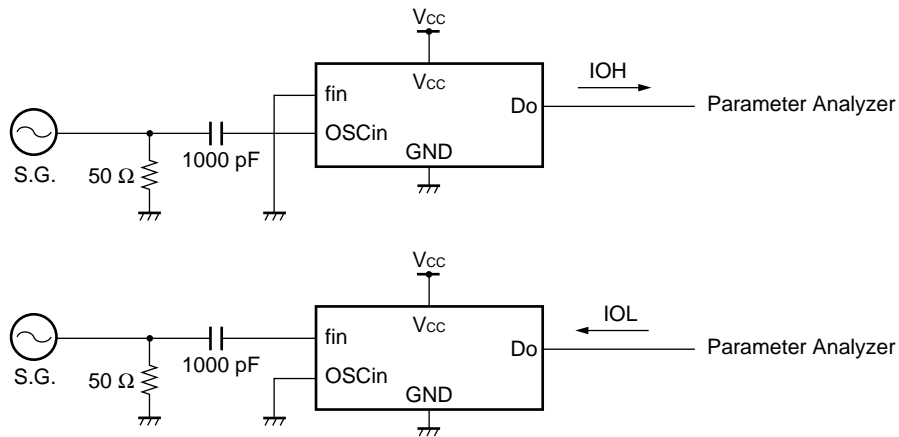 VCC
VCC
fin
IOH
Do
Parameter Analyzer
OSCin
1000 pF
GND
S.G.
50 Ω
VCC
VCC
fin
IOL
Do
Parameter Analyzer
1000 pF
OSCin
S.G.
50 Ω
GND